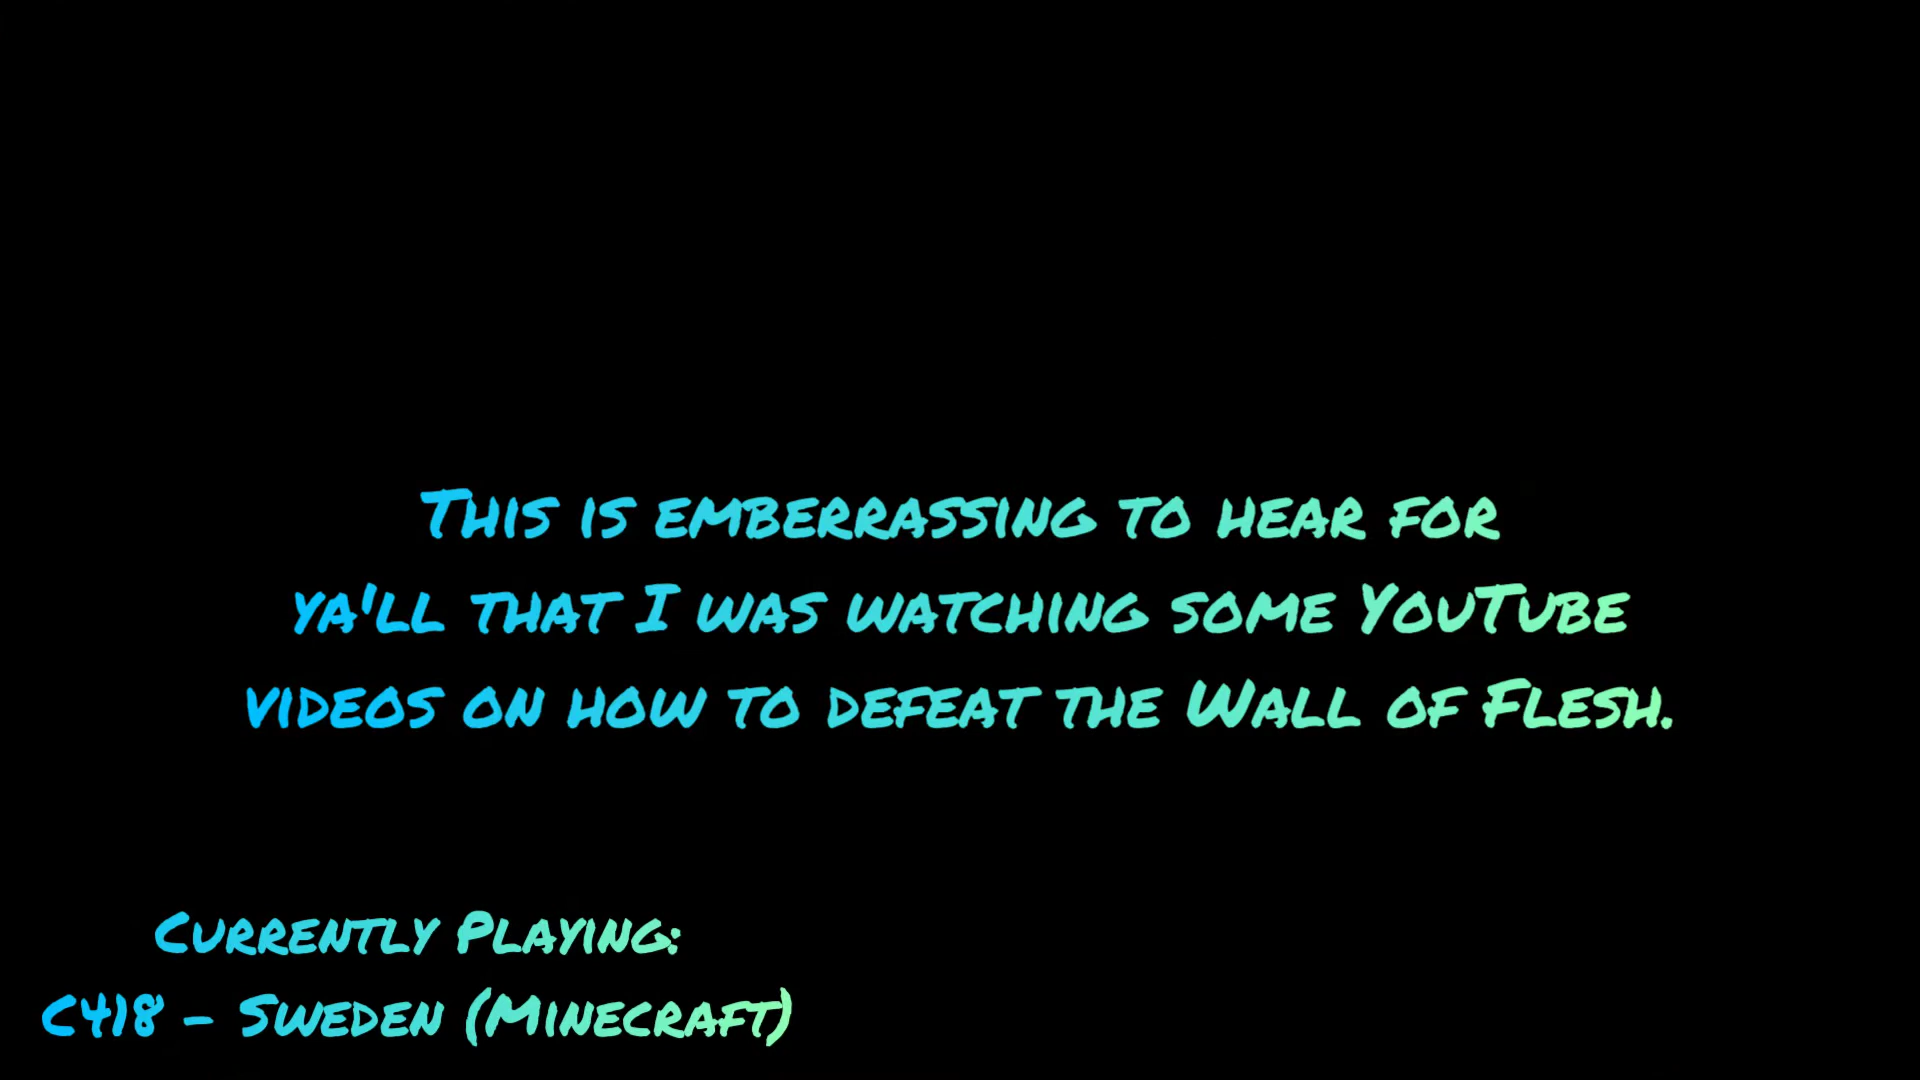 This is emberrassing to hear for
ya'll that I was watching some YouTube
videos on how to defeat the Wall of Flesh.
Currently Playing:
C418 - Sweden (Minecraft)